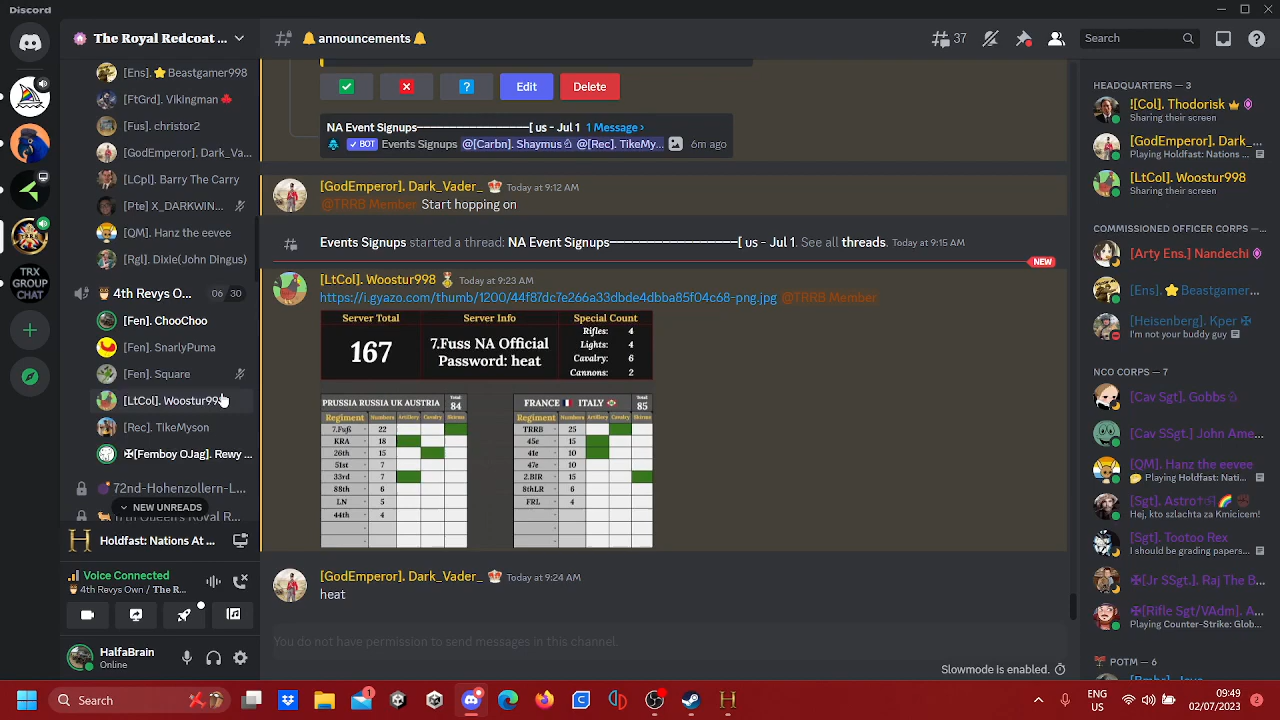 Discord
The Royal Redcoat ...
[Ens]. Beastgamer998
[FtGrd]. Vikingman
[Fus]. christor2
[GodEmperor]. Dark_Va...
[LCpl]. Barry The Carry
[Pte] X_DARKWIN...
[QM]. Hanz the eevee
[Rgl]. Dixie(John Dingus)
4th Revys O... 06 30
[Fen]. ChooChoo
[Fen]. SnarlyPuma
[Fen]. Square
[LtCol]. Woostur998
[Rec]. TikeMyson
✠[Femboy OJag]. Rewy ...
72nd-Hohenzollern-L...
NEW UNREADS
Holdfast: Nations At ...
Voice Connected
4th Revys Own / The R...
HalfaBrain
Online
TRX
GROUP
CHAT
🔔 announcements 🔔
37
Search
Edit
Delete
NA Event Signups—————————[ us - Jul 1 1 Message ›
✓ BOT Events Signups @[Carbn]. Shaymus♘ @[Rec]. TikeMy... 6m ago
[GodEmperor]. Dark_Vader_ Today at 9:12 AM
@TRRB Member Start hopping on
Events Signups started a thread: NA Event Signups—————————[ us - Jul 1. See all threads. Today at 9:15 AM
NEW
[LtCol]. Woostur998 Today at 9:23 AM
https://i.gyazo.com/thumb/1200/44f87dc7e266a33dbde4dbba85f04c68-png.jpg @TRRB Member
Server Total Server Info Special Count
167
7.Fuss NA Official
Password: heat
Rifles: 4
Lights: 4
Cavalry: 6
Cannons: 2
PRUSSIA RUSSIA UK AUSTRIA Total 84
Regiment Numbers Artillery Cavalry Skirms
7.Fuß 22
KRA 18
26th 15
51st 7
33rd 7
88th 6
LN 5
44th 4
FRANCE ITALY Total 85
Regiment Numbers Artillery Cavalry Skirms
TRRB 25
45e 15
41e 10
47e 10
2.BIR 15
8thLR 6
FRL 4
[GodEmperor]. Dark_Vader_ Today at 9:24 AM
heat
You do not have permission to send messages in this channel.
Slowmode is enabled.
HEADQUARTERS — 3
![Col]. Thodorisk
Sharing their screen
[GodEmperor]. Dark_...
Playing Holdfast: Nations ...
[LtCol]. Woostur998
Sharing their screen
COMMISSIONED OFFICER CORPS —...
[Arty Ens.] Nandechi
[Ens]. Beastgamer...
[Heisenberg]. Kper ✠
I'm not your buddy guy
NCO CORPS — 7
[Cav Sgt]. Gobbs
[Cav SSgt.] John Ame...
[QM]. Hanz the eevee
Playing Holdfast: Nati...
[Sgt]. Astro
Hej, kto szlachta za Kmicicem!
[Sgt]. Tootoo Rex
I should be grading papers...
✠[Jr SSgt.]. Raj The B...
✠[Rifle Sgt/VAdm]. A...
Playing Counter-Strike: Glob...
POTM — 6
Search
ENG
US
09:49
02/07/2023